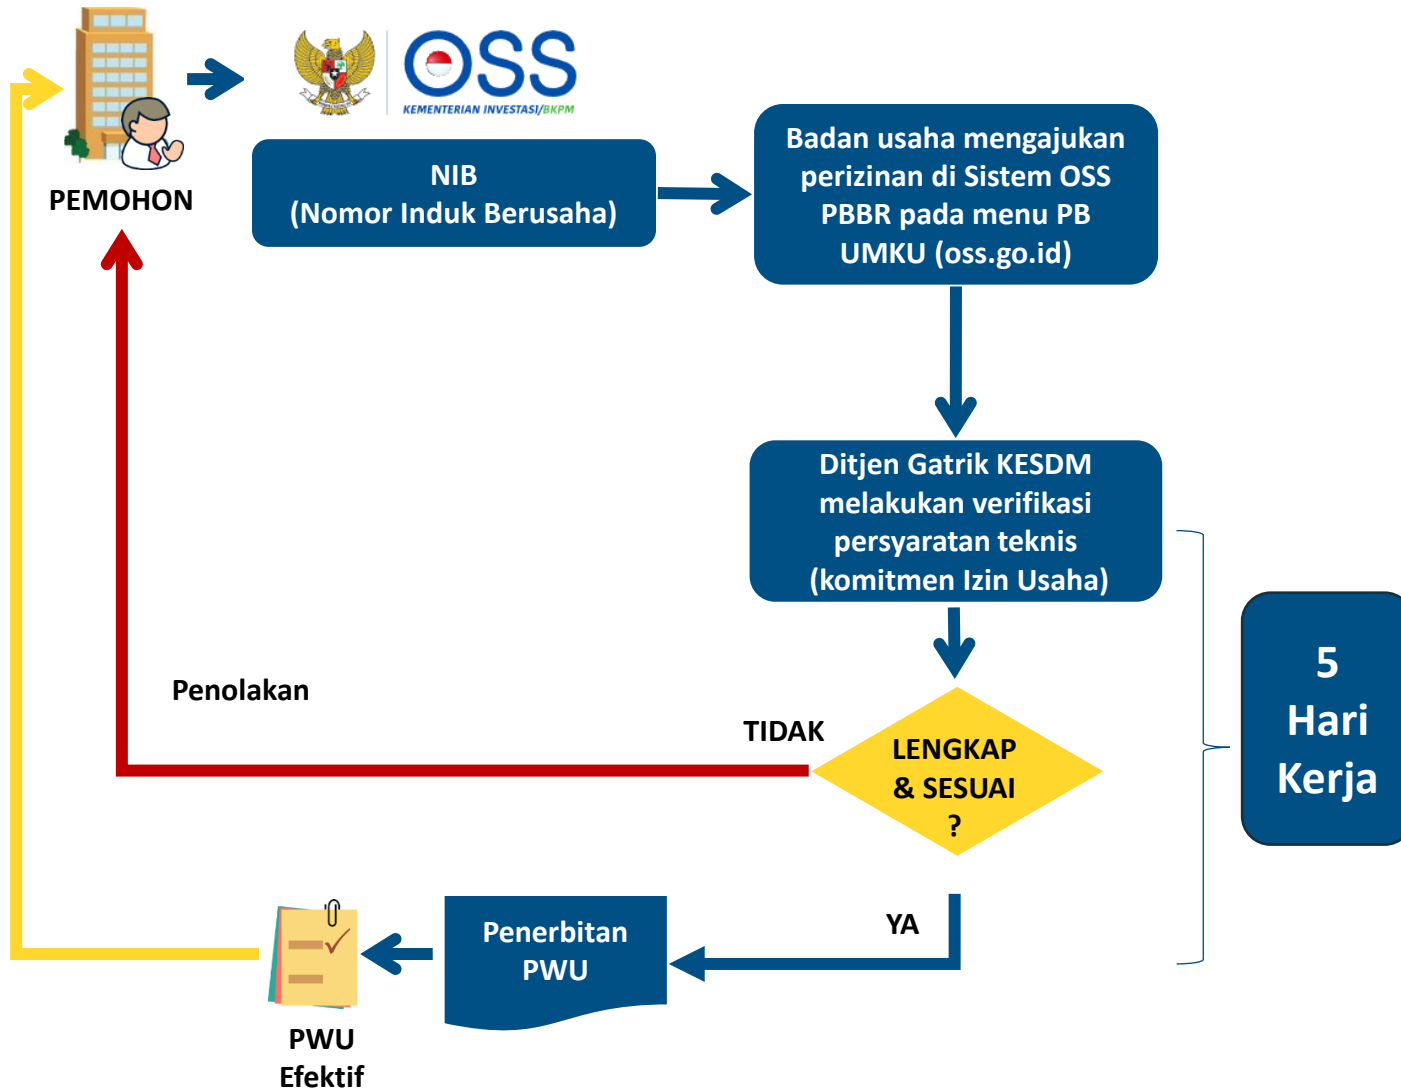 OSS
KEMENTERIAN INVESTASI/BKPM
PEMOHON
NIB
(Nomor Induk Berusaha)
Badan usaha mengajukan
perizinan di Sistem OSS
PBBR pada menu PB
UMKU (oss.go.id)
Ditjen Gatrik KESDM
melakukan verifikasi
persyaratan teknis
(komitmen Izin Usaha)
5
Hari
Kerja
Penolakan
TIDAK
LENGKAP
& SESUAI
?
YA
Penerbitan
PWU
PWU
Efektif